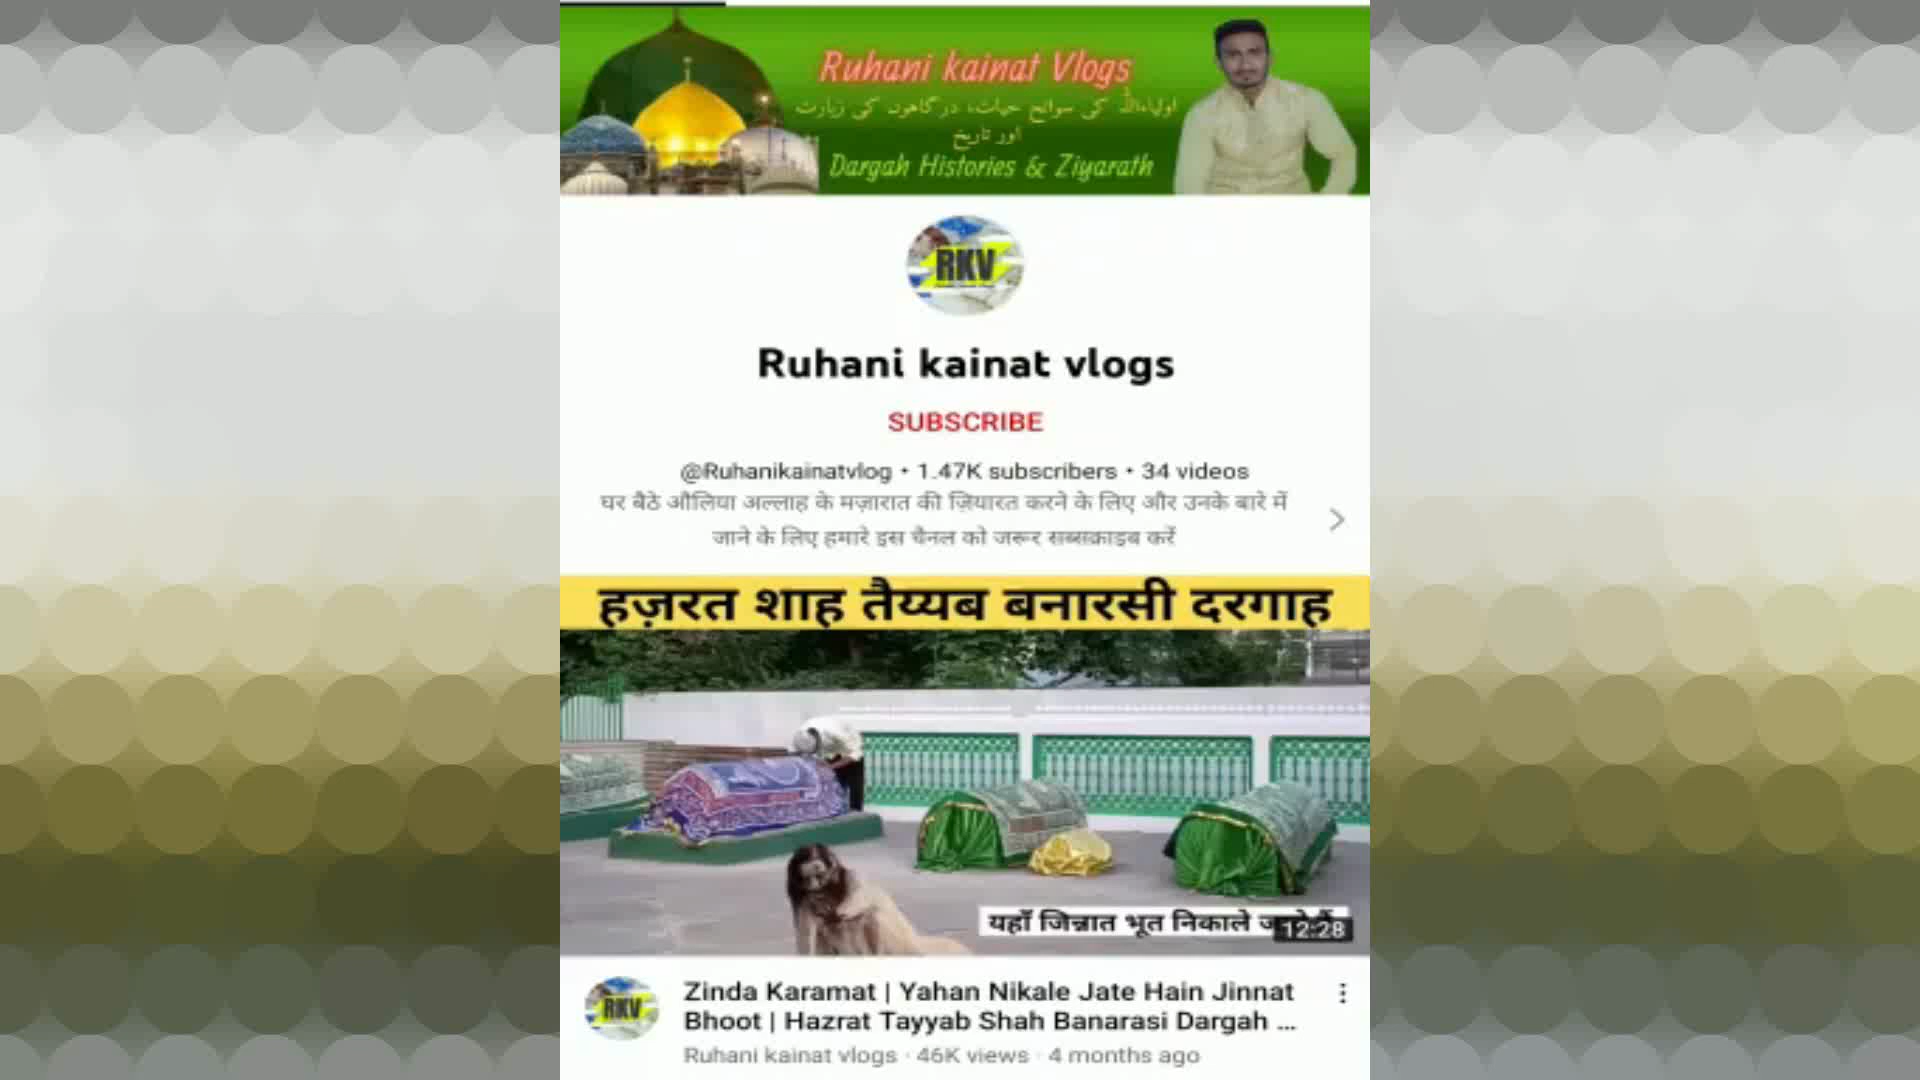 Ruhani kainat Vlogs
اولیاءاللہ کی سوانح حیات، درگاھوں کی زیارت
اور تاریخ
Dargah Histories & Ziyarath
RKV
Ruhani kainat vlogs
SUBSCRIBE
@Ruhanikainatvlog • 1.47K subscribers • 34 videos
घर बैठे औलिया अल्लाह के मज़ारात की ज़ियारत करने के लिए और उनके बारे में
जाने के लिए हमारे इस चैनल को जरूर सब्सक्राइब करें
हज़रत शाह तैय्यब बनारसी दरगाह
यहाँ जिन्नात भूत निकाले
12:28
RKV
Zinda Karamat | Yahan Nikale Jate Hain Jinnat
Bhoot | Hazrat Tayyab Shah Banarasi Dargah ...
Ruhani kainat vlogs · 46K views · 4 months ago